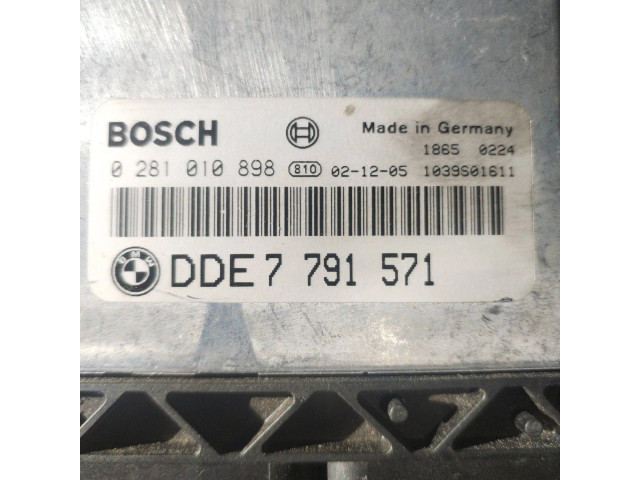 BOSCH Made in Germany
1865 0224
0 281 010 898 810 02-12-05 1039S01611
BMW DDE 7 791 571